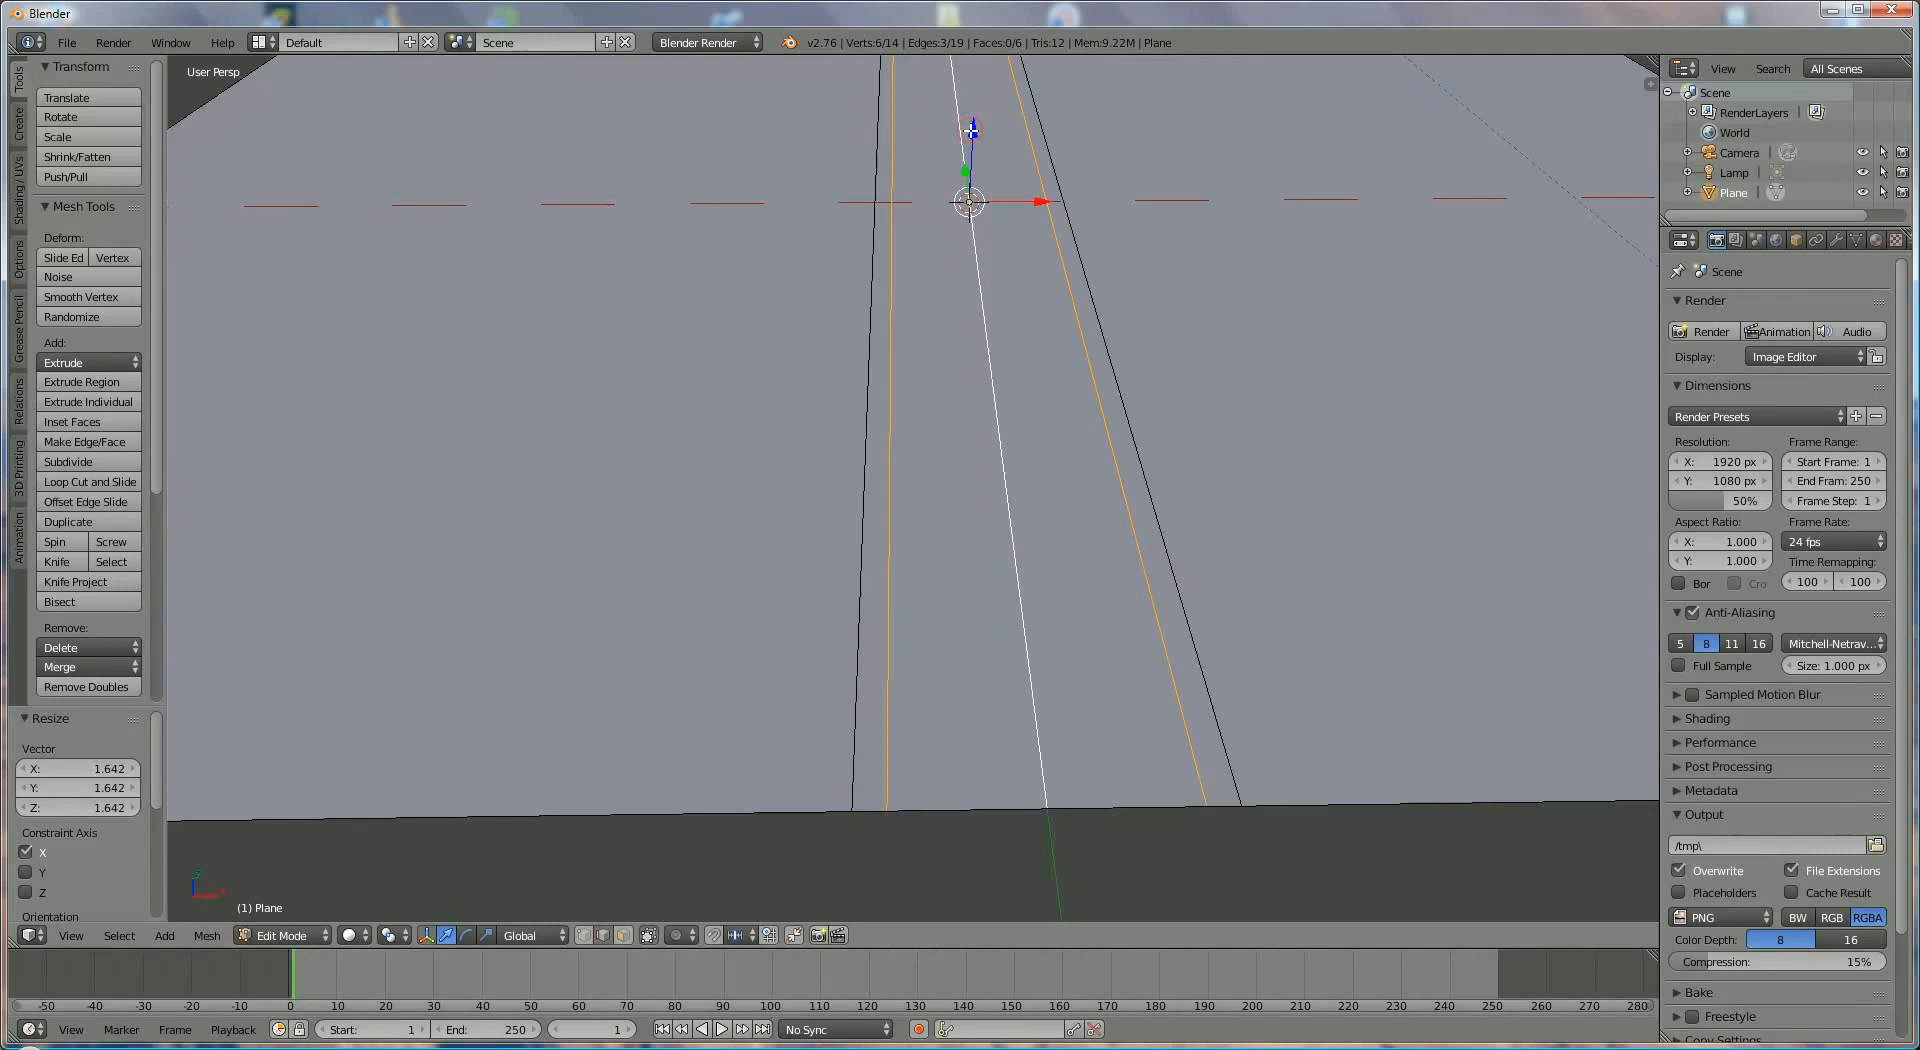 Blender
File Render Window Help Default Scene Blender Render v2.76 | Verts:6/14 | Edges:3/19 | Faces:0/6 | Tris:12 | Mem:9.22M | Plane
Tools
Create
Shading / UVs
Options
Grease Pencil
Relations
3D Printing
Animation
Transform
Translate
Rotate
Scale
Shrink/Fatten
Push/Pull
Mesh Tools
Deform:
Slide Ed Vertex
Noise
Smooth Vertex
Randomize
Add:
Extrude
Extrude Region
Extrude Individual
Inset Faces
Make Edge/Face
Subdivide
Loop Cut and Slide
Offset Edge Slide
Duplicate
Spin Screw
Knife Select
Knife Project
Bisect
Remove:
Delete
Merge
Remove Doubles
Resize
Vector
X: 1.642
Y: 1.642
Z: 1.642
Constraint Axis
X
Y
Z
Orientation
User Persp
(1) Plane
View Select Add Mesh Edit Mode Global
-50 -40 -30 -20 -10 0 10 20 30 40 50 60 70 80 90 100 110 120 130 140 150 160 170 180 190 200 210 220 230 240 250 260 270 280
View Marker Frame Playback Start: 1 End: 250 1 No Sync
View Search All Scenes
Scene
RenderLayers
World
Camera
Lamp
Plane
Scene
Render
Render Animation Audio
Display: Image Editor
Dimensions
Render Presets
Resolution: Frame Range:
X: 1920 px Start Frame: 1
Y: 1080 px End Fram: 250
50% Frame Step: 1
Aspect Ratio: Frame Rate:
X: 1.000 24 fps
Y: 1.000 Time Remapping:
Bor Cro 100 100
Anti-Aliasing
5 8 11 16 Mitchell-Netrav...
Full Sample Size: 1.000 px
Sampled Motion Blur
Shading
Performance
Post Processing
Metadata
Output
/tmp\
Overwrite File Extensions
Placeholders Cache Result
PNG BW RGB RGBA
Color Depth: 8 16
Compression: 15%
Bake
Freestyle